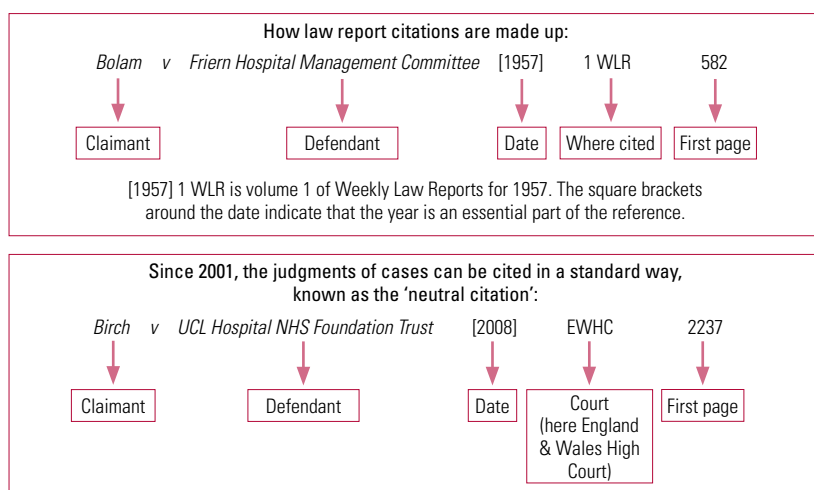 How law report citations are made up:
Bolam v Friern Hospital Management Committee [1957] 1 WLR 582
Claimant Defendant Date Where cited First page
[1957] 1 WLR is volume 1 of Weekly Law Reports for 1957. The square brackets
around the date indicate that the year is an essential part of the reference.
Since 2001, the judgments of cases can be cited in a standard way,
known as the ‘neutral citation’:
Birch v UCL Hospital NHS Foundation Trust [2008] EWHC 2237
Claimant Defendant Date Court First page
(here England
& Wales High
Court)